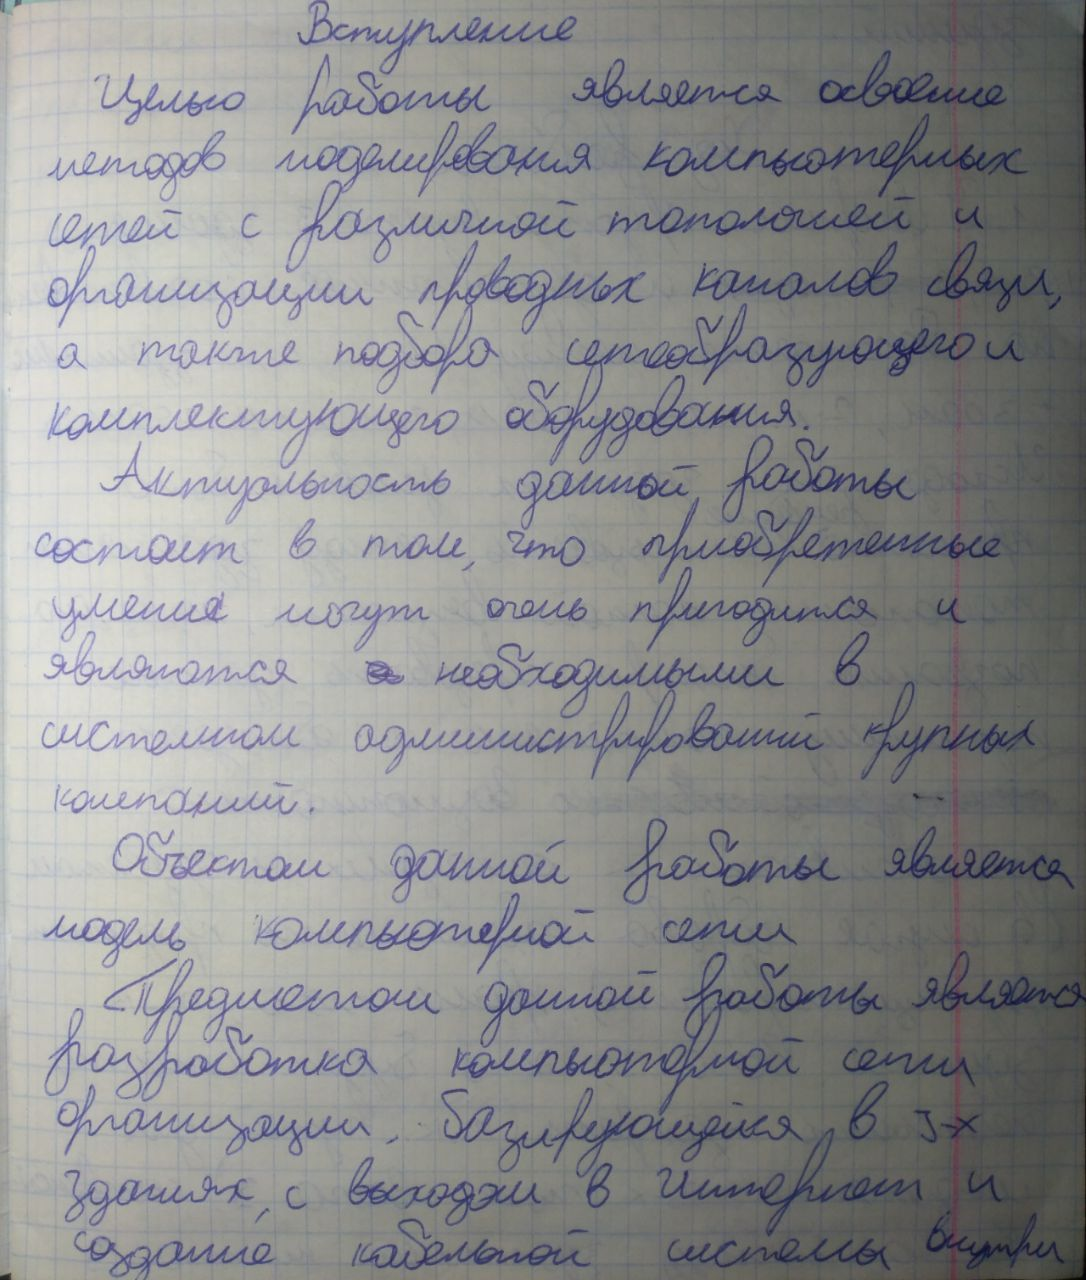 Вступление
Целью работы является освоение
методов моделирования компьютерных
сетей с различной топологией и
организации проводных каналов связи,
а также подбора сетеобразующего и
комплектующего оборудования.
Актуальность данной работы
состоит в том, что приобретенные
умения могут очень пригодится и
являются необходимыми в
системном администрировании крупных
компаний.
Объектом данной работы является
модель компьютерной сети
Предметом данной работы является
разработка компьютерной сети
организации, базирующейся в 3-х
зданиях, с выходом в Интернет и
создание кабельной системы внутри